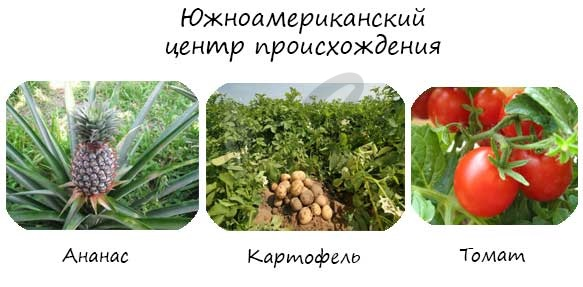 Южноамериканский
центр происхождения
Ананас
Картофель
Томат